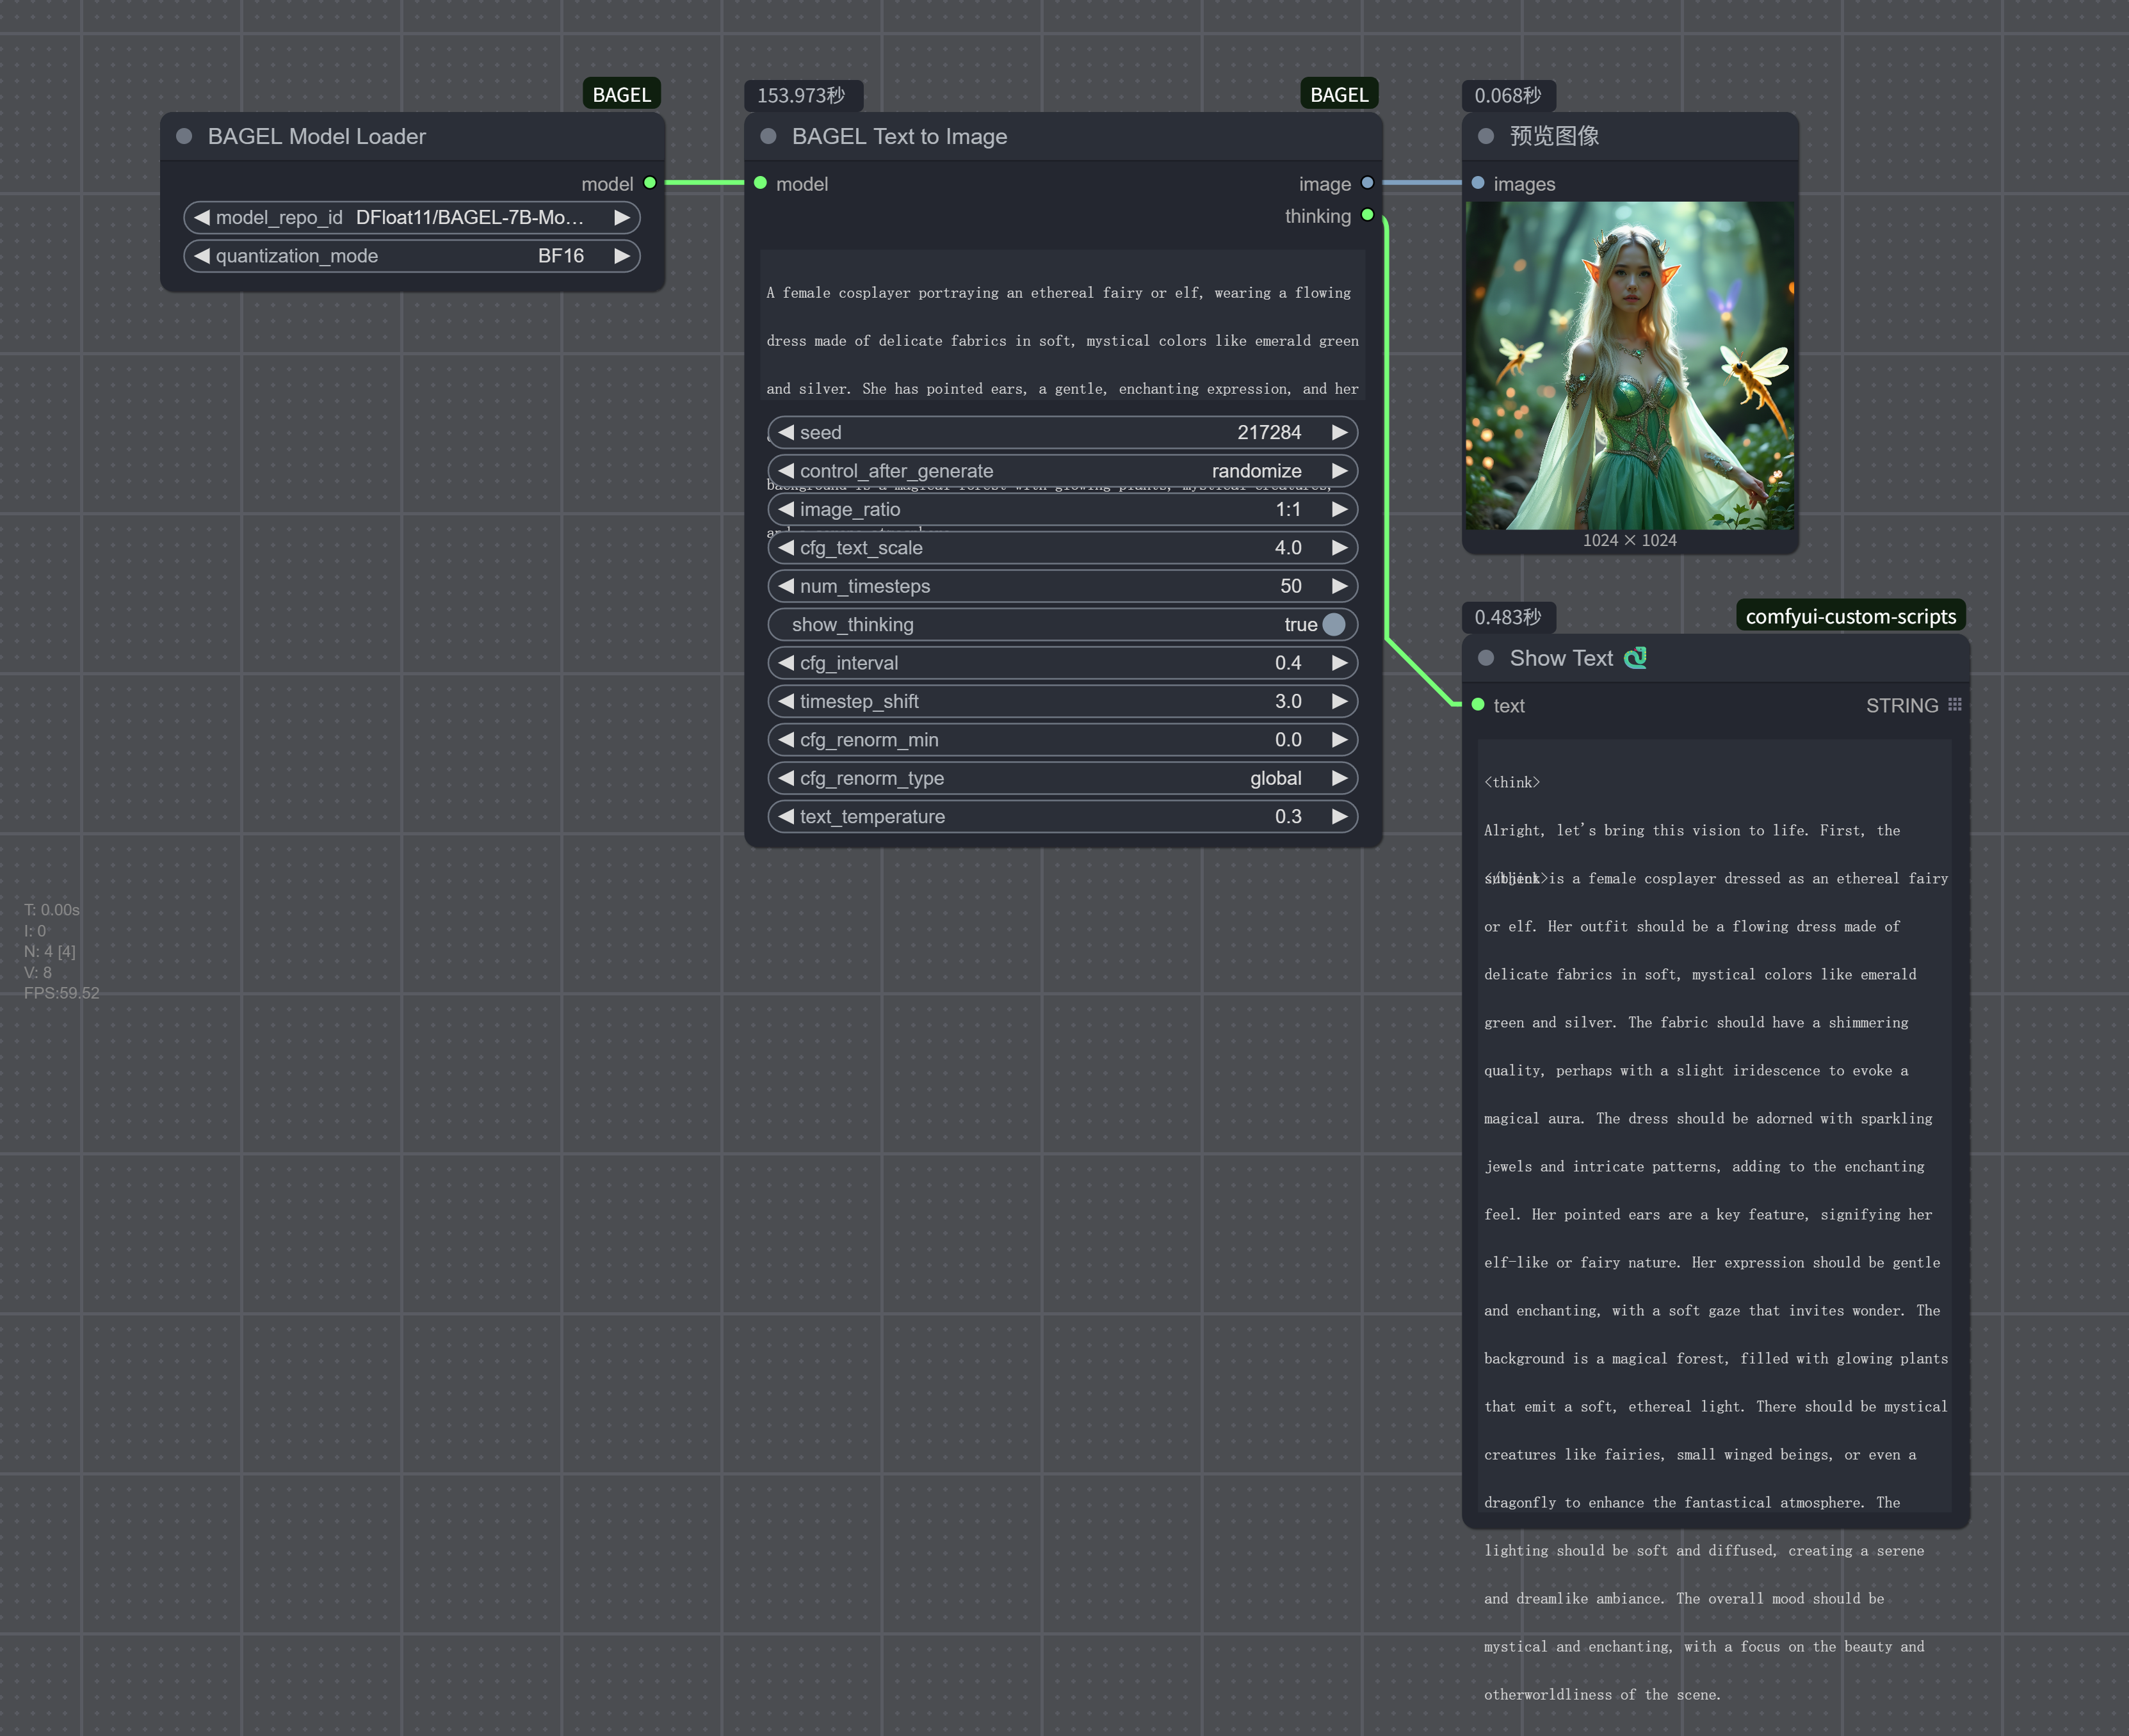 BAGEL
BAGEL Model Loader
model
model_repo_id DFloat11/BAGEL-7B-Mo…
quantization_mode BF16
153.973秒
BAGEL
BAGEL Text to Image
model
image
thinking
A female cosplayer portraying an ethereal fairy or elf, wearing a flowing
dress made of delicate fabrics in soft, mystical colors like emerald green
and silver. She has pointed ears, a gentle, enchanting expression, and her
seed 217284
control_after_generate randomize
background is a magical forest with glowing plants, mystical creatures,
image_ratio 1:1
cfg_text_scale 4.0
num_timesteps 50
show_thinking true
cfg_interval 0.4
timestep_shift 3.0
cfg_renorm_min 0.0
cfg_renorm_type global
text_temperature 0.3
0.068秒
预览图像
images
1024 × 1024
0.483秒
comfyui-custom-scripts
Show Text
text
STRING
<think>
Alright, let's bring this vision to life. First, the
subject is a female cosplayer dressed as an ethereal fairy
</think>
or elf. Her outfit should be a flowing dress made of
delicate fabrics in soft, mystical colors like emerald
green and silver. The fabric should have a shimmering
quality, perhaps with a slight iridescence to evoke a
magical aura. The dress should be adorned with sparkling
jewels and intricate patterns, adding to the enchanting
feel. Her pointed ears are a key feature, signifying her
elf-like or fairy nature. Her expression should be gentle
and enchanting, with a soft gaze that invites wonder. The
background is a magical forest, filled with glowing plants
that emit a soft, ethereal light. There should be mystical
creatures like fairies, small winged beings, or even a
dragonfly to enhance the fantastical atmosphere. The
lighting should be soft and diffused, creating a serene
and dreamlike ambiance. The overall mood should be
mystical and enchanting, with a focus on the beauty and
otherworldliness of the scene.
T: 0.00s
I: 0
N: 4 [4]
V: 8
FPS:59.52